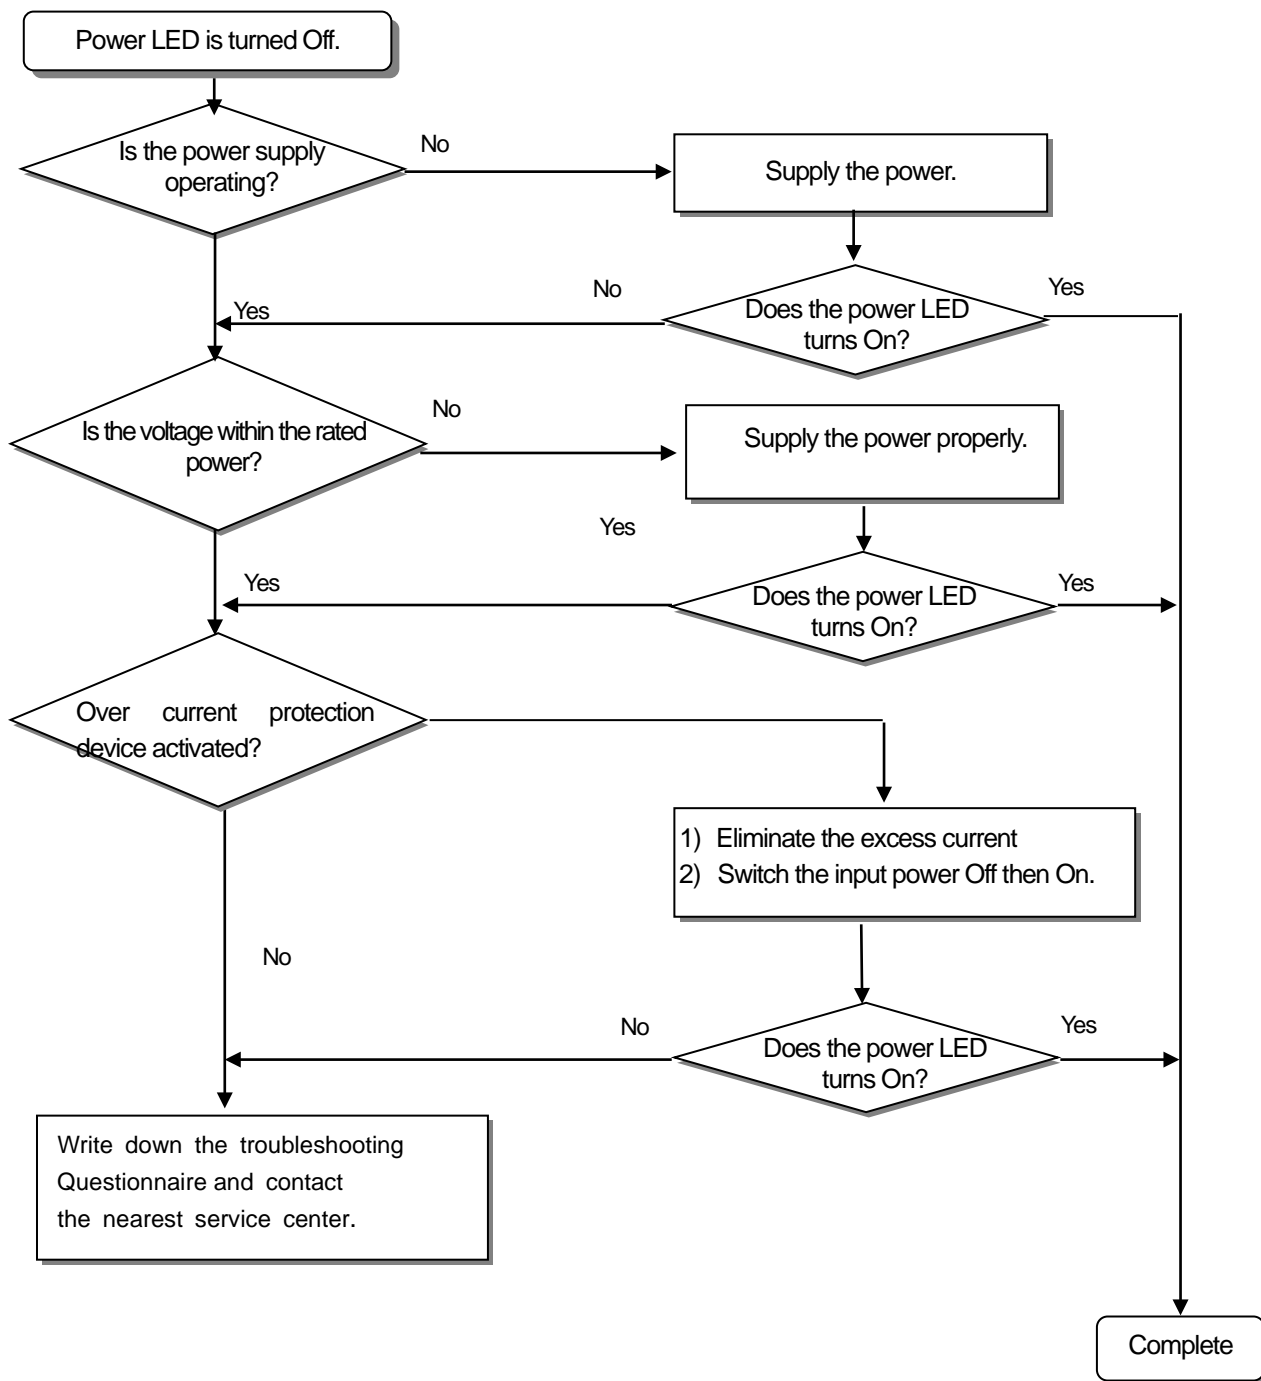 Power LED is turned Off.
Is the power supply
operating?
No
Supply the power.
Yes
No
Does the power LED
turns On?
Yes
Is the voltage within the rated
power?
No
Supply the power properly.
Yes
Yes
Does the power LED
turns On?
Yes
Over current protection
device activated?
1) Eliminate the excess current
2) Switch the input power Off then On.
No
No
Does the power LED
turns On?
Yes
Write down the troubleshooting
Questionnaire and contact
the nearest service center.
Complete